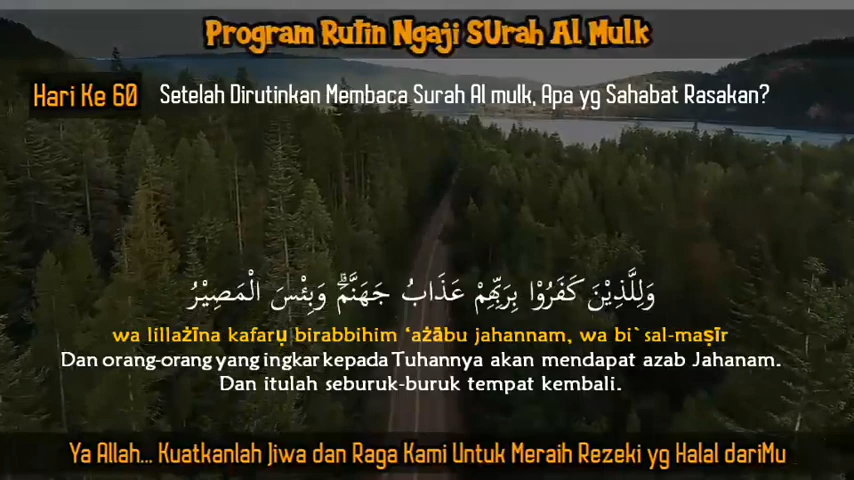 Program Rutin Ngaji SUrah Al Mulk
Hari Ke 60
Setelah Dirutinkan Membaca Surah Al mulk, Apa yg Sahabat Rasakan?
وَلِلَّذِيْنَ كَفَرُوْا بِرَبِّهِمْ عَذَابُ جَهَنَّمَۗ وَبِئْسَ الْمَصِيْرُ
wa lillażīna kafarụ birabbihim ‘ażābu jahannam, wa bi`sal-maṣīr
Dan orang-orang yang ingkar kepada Tuhannya akan mendapat azab Jahanam.
Dan itulah seburuk-buruk tempat kembali.
Ya Allah... Kuatkanlah Jiwa dan Raga Kami Untuk Meraih Rezeki yg Halal dariMu